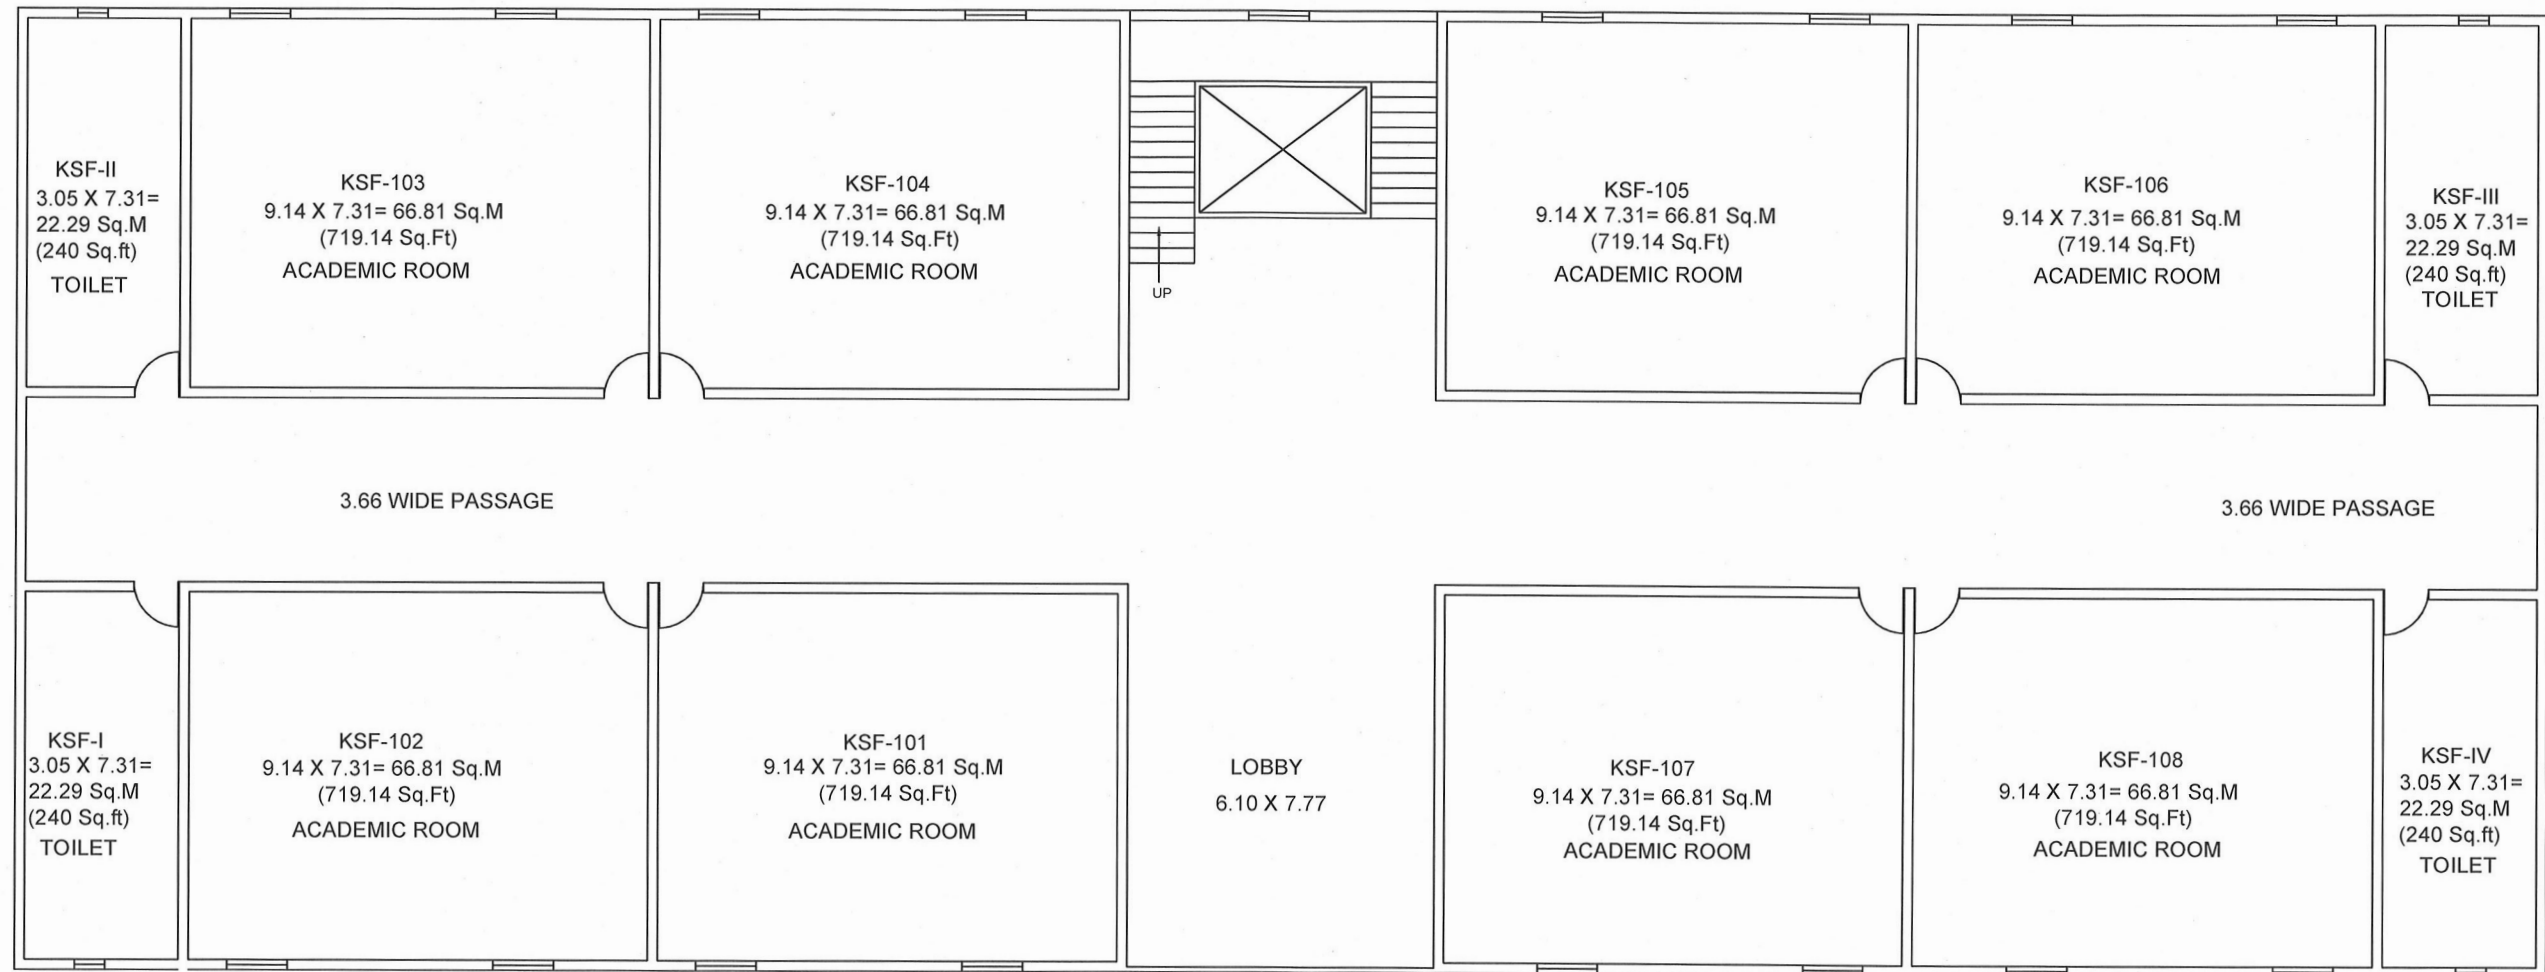 KSF-II
3.05 X 7.31=
22.29 Sq.M
(240 Sq.ft)
TOILET
KSF-103
9.14 X 7.31= 66.81 Sq.M
(719.14 Sq.Ft)
ACADEMIC ROOM
KSF-104
9.14 X 7.31= 66.81 Sq.M
(719.14 Sq.Ft)
ACADEMIC ROOM
UP
KSF-105
9.14 X 7.31= 66.81 Sq.M
(719.14 Sq.Ft)
ACADEMIC ROOM
KSF-106
9.14 X 7.31= 66.81 Sq.M
(719.14 Sq.Ft)
ACADEMIC ROOM
KSF-III
3.05 X 7.31=
22.29 Sq.M
(240 Sq.ft)
TOILET
3.66 WIDE PASSAGE
3.66 WIDE PASSAGE
KSF-I
3.05 X 7.31=
22.29 Sq.M
(240 Sq.ft)
TOILET
KSF-102
9.14 X 7.31= 66.81 Sq.M
(719.14 Sq.Ft)
ACADEMIC ROOM
KSF-101
9.14 X 7.31= 66.81 Sq.M
(719.14 Sq.Ft)
ACADEMIC ROOM
LOBBY
6.10 X 7.77
KSF-107
9.14 X 7.31= 66.81 Sq.M
(719.14 Sq.Ft)
ACADEMIC ROOM
KSF-108
9.14 X 7.31= 66.81 Sq.M
(719.14 Sq.Ft)
ACADEMIC ROOM
KSF-IV
3.05 X 7.31=
22.29 Sq.M
(240 Sq.ft)
TOILET